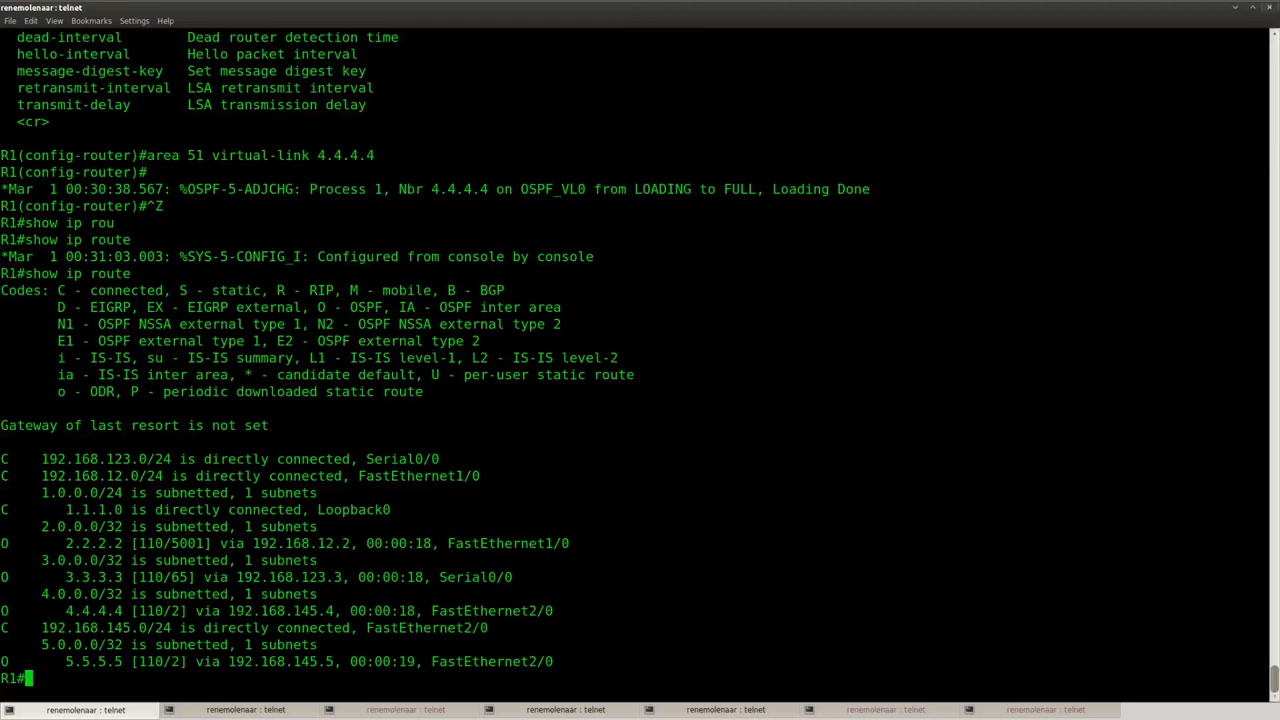 renemolenaar : telnet
File Edit View Bookmarks Settings Help
dead-interval Dead router detection time
hello-interval Hello packet interval
message-digest-key Set message digest key
retransmit-interval LSA retransmit interval
transmit-delay LSA transmission delay
<cr>
R1(config-router)#area 51 virtual-link 4.4.4.4
R1(config-router)#
*Mar 1 00:30:38.567: %OSPF-5-ADJCHG: Process 1, Nbr 4.4.4.4 on OSPF_VL0 from LOADING to FULL, Loading Done
R1(config-router)#^Z
R1#show ip rou
R1#show ip route
*Mar 1 00:31:03.003: %SYS-5-CONFIG_I: Configured from console by console
R1#show ip route
Codes: C - connected, S - static, R - RIP, M - mobile, B - BGP
D - EIGRP, EX - EIGRP external, O - OSPF, IA - OSPF inter area
N1 - OSPF NSSA external type 1, N2 - OSPF NSSA external type 2
E1 - OSPF external type 1, E2 - OSPF external type 2
i - IS-IS, su - IS-IS summary, L1 - IS-IS level-1, L2 - IS-IS level-2
ia - IS-IS inter area, * - candidate default, U - per-user static route
o - ODR, P - periodic downloaded static route
Gateway of last resort is not set
C 192.168.123.0/24 is directly connected, Serial0/0
C 192.168.12.0/24 is directly connected, FastEthernet1/0
1.0.0.0/24 is subnetted, 1 subnets
C 1.1.1.0 is directly connected, Loopback0
2.0.0.0/32 is subnetted, 1 subnets
O 2.2.2.2 [110/5001] via 192.168.12.2, 00:00:18, FastEthernet1/0
3.0.0.0/32 is subnetted, 1 subnets
O 3.3.3.3 [110/65] via 192.168.123.3, 00:00:18, Serial0/0
4.0.0.0/32 is subnetted, 1 subnets
O 4.4.4.4 [110/2] via 192.168.145.4, 00:00:18, FastEthernet2/0
C 192.168.145.0/24 is directly connected, FastEthernet2/0
5.0.0.0/32 is subnetted, 1 subnets
O 5.5.5.5 [110/2] via 192.168.145.5, 00:00:19, FastEthernet2/0
R1#
renemolenaar : telnet renemolenaar : telnet renemolenaar : telnet renemolenaar : telnet renemolenaar : telnet renemolenaar : telnet renemolenaar : telnet